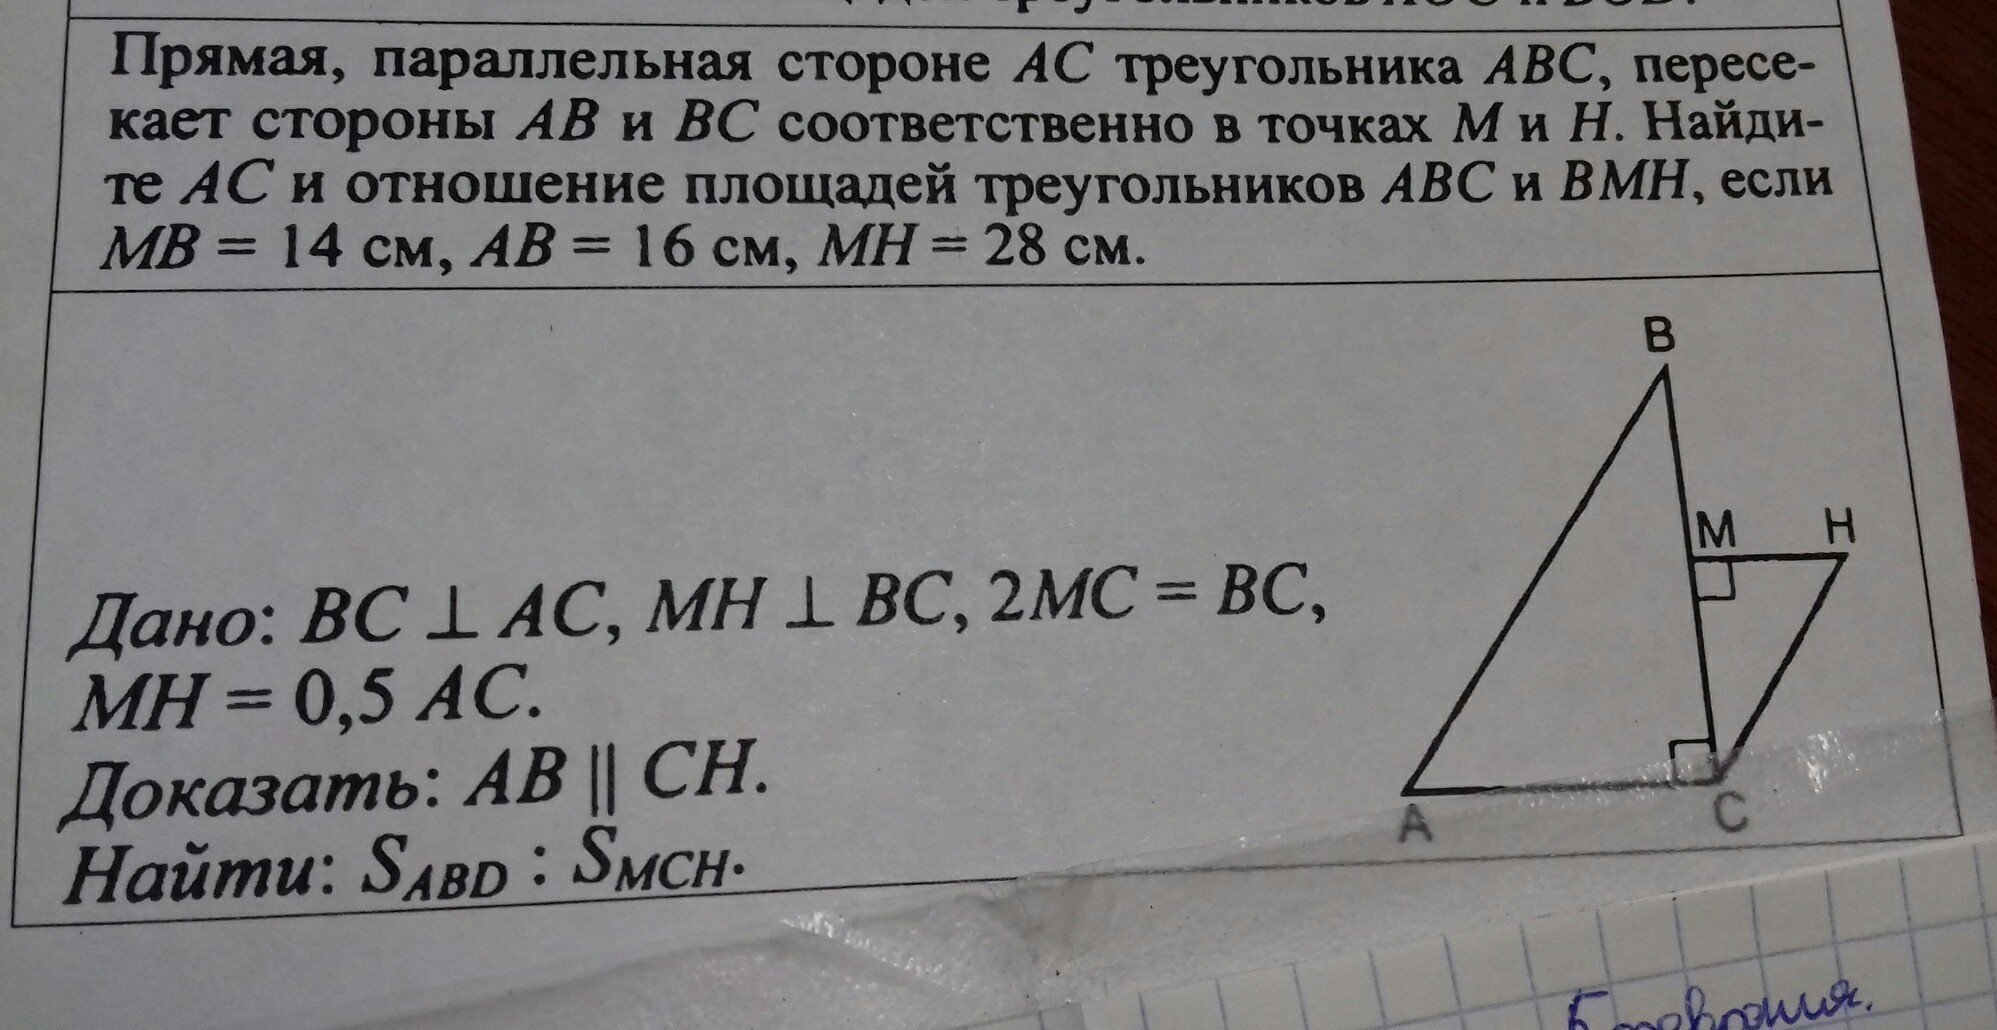 Прямая, параллельная стороне AC треугольника ABC, пересе-
кает стороны AB и BC соответственно в точках M и H. Найди-
те AC и отношение площадей треугольников ABC и BMH, если
MB = 14 см, AB = 16 см, MH = 28 см.
B
M H
Дано: BC ⊥ AC, MH ⊥ BC, 2MC = BC,
MH = 0,5 AC.
Доказать: AB || CH.
A C
Найти: SABD : SMCH.